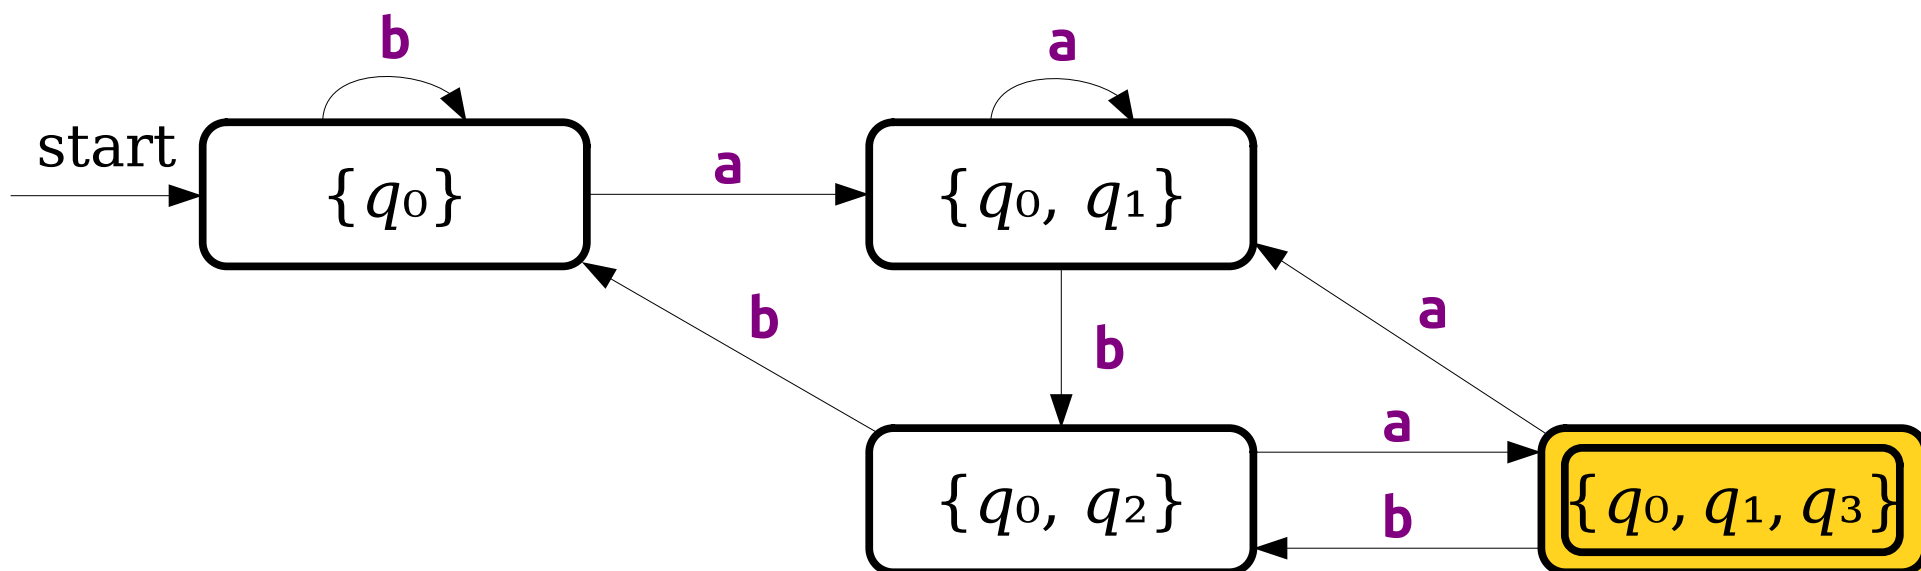 b
a
start
{q₀}
a
{q₀, q₁}
b
b
a
{q₀, q₂}
a
b
{q₀, q₁, q₃}